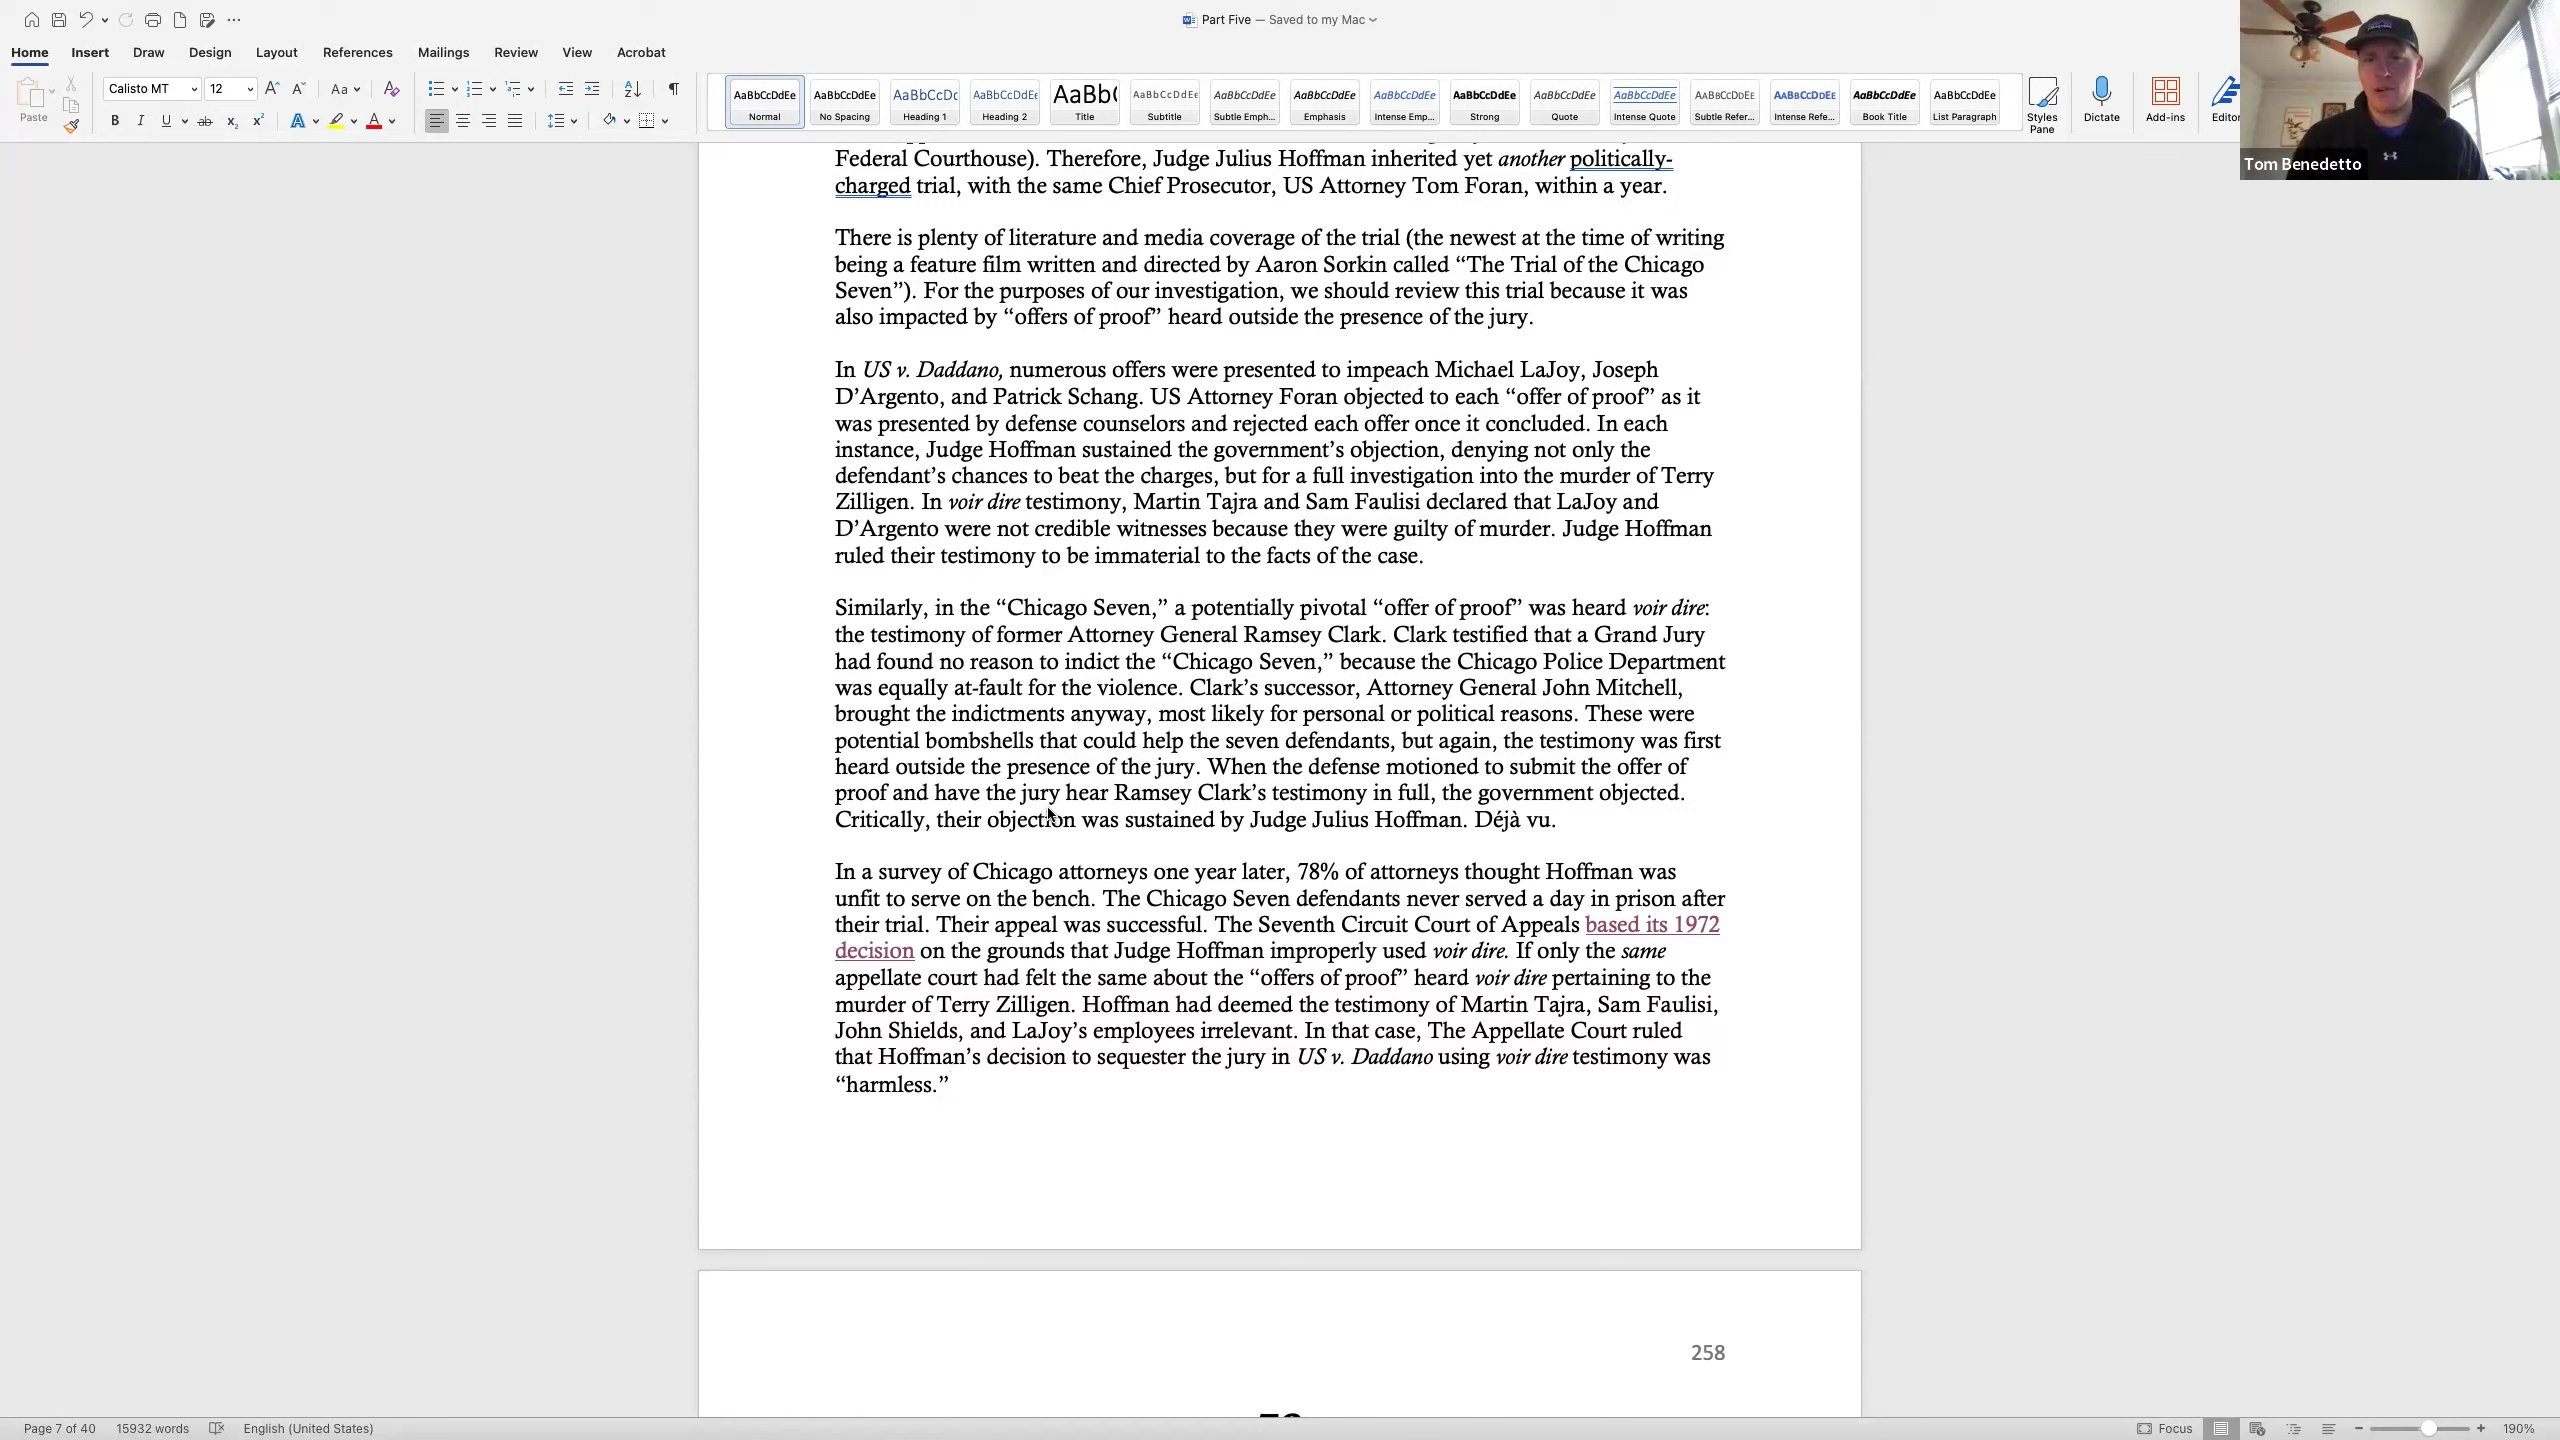 Part Five — Saved to my Mac
Home Insert Draw Design Layout References Mailings Review View Acrobat
Paste
Calisto MT 12
AaBbCcDdEe AaBbCcDdEe AaBbCcDc AaBbCcDdEe AaBb( AaBbCcDdEe AaBbCcDdEe AaBbCcDdEe AaBbCcDdEe AaBbCcDdEe AaBbCcDdEe AaBbCcDdEe AaBbCcDdEe AaBbCcDdEe AaBbCcDdEe AaBbCcDdEe
Normal No Spacing Heading 1 Heading 2 Title Subtitle Subtle Emph... Emphasis Intense Emp... Strong Quote Intense Quote Subtle Refer... Intense Refe... Book Title List Paragraph
Styles Pane Dictate Add-ins Editor
Tom Benedetto
Federal Courthouse). Therefore, Judge Julius Hoffman inherited yet another politically-
charged trial, with the same Chief Prosecutor, US Attorney Tom Foran, within a year.
There is plenty of literature and media coverage of the trial (the newest at the time of writing
being a feature film written and directed by Aaron Sorkin called “The Trial of the Chicago
Seven”). For the purposes of our investigation, we should review this trial because it was
also impacted by “offers of proof” heard outside the presence of the jury.
In US v. Daddano, numerous offers were presented to impeach Michael LaJoy, Joseph
D’Argento, and Patrick Schang. US Attorney Foran objected to each “offer of proof” as it
was presented by defense counselors and rejected each offer once it concluded. In each
instance, Judge Hoffman sustained the government’s objection, denying not only the
defendant’s chances to beat the charges, but for a full investigation into the murder of Terry
Zilligen. In voir dire testimony, Martin Tajra and Sam Faulisi declared that LaJoy and
D’Argento were not credible witnesses because they were guilty of murder. Judge Hoffman
ruled their testimony to be immaterial to the facts of the case.
Similarly, in the “Chicago Seven,” a potentially pivotal “offer of proof” was heard voir dire:
the testimony of former Attorney General Ramsey Clark. Clark testified that a Grand Jury
had found no reason to indict the “Chicago Seven,” because the Chicago Police Department
was equally at-fault for the violence. Clark’s successor, Attorney General John Mitchell,
brought the indictments anyway, most likely for personal or political reasons. These were
potential bombshells that could help the seven defendants, but again, the testimony was first
heard outside the presence of the jury. When the defense motioned to submit the offer of
proof and have the jury hear Ramsey Clark’s testimony in full, the government objected.
Critically, their objection was sustained by Judge Julius Hoffman. Déjà vu.
In a survey of Chicago attorneys one year later, 78% of attorneys thought Hoffman was
unfit to serve on the bench. The Chicago Seven defendants never served a day in prison after
their trial. Their appeal was successful. The Seventh Circuit Court of Appeals based its 1972
decision on the grounds that Judge Hoffman improperly used voir dire. If only the same
appellate court had felt the same about the “offers of proof” heard voir dire pertaining to the
murder of Terry Zilligen. Hoffman had deemed the testimony of Martin Tajra, Sam Faulisi,
John Shields, and LaJoy’s employees irrelevant. In that case, The Appellate Court ruled
that Hoffman’s decision to sequester the jury in US v. Daddano using voir dire testimony was
“harmless.”
258
Page 7 of 40 15932 words English (United States) Focus 190%